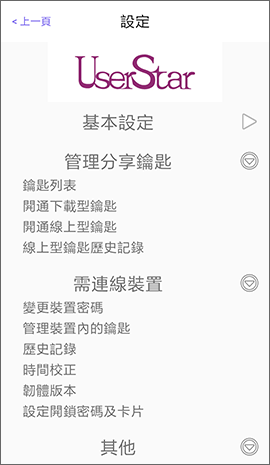 < 上一頁
設定
UserStar
基本設定
管理分享鑰匙
鑰匙列表
開通下載型鑰匙
開通線上型鑰匙
線上型鑰匙歷史記錄
需連線裝置
變更裝置密碼
管理裝置內的鑰匙
歷史記錄
時間校正
韌體版本
設定開鎖密碼及卡片
其他